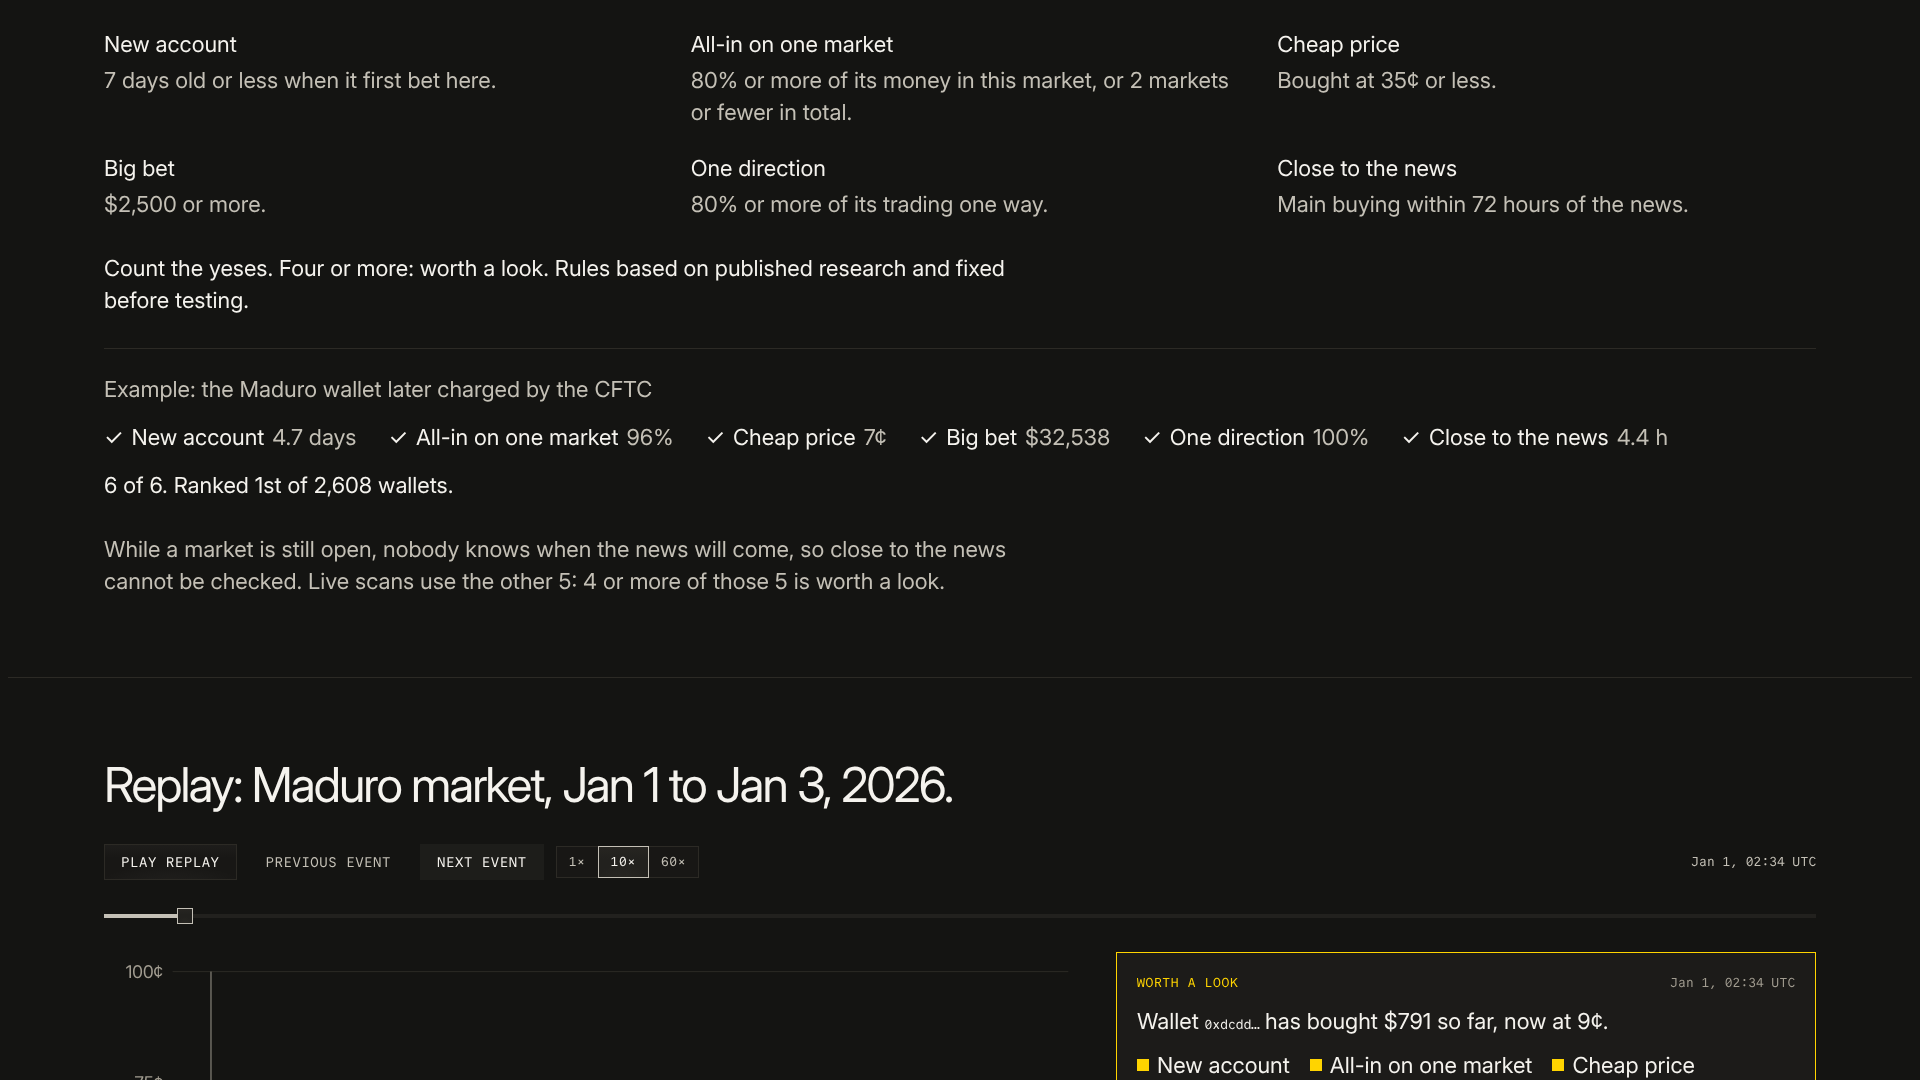 New account
7 days old or less when it first bet here.
All-in on one market
80% or more of its money in this market, or 2 markets
or fewer in total.
Cheap price
Bought at 35¢ or less.
Big bet
$2,500 or more.
One direction
80% or more of its trading one way.
Close to the news
Main buying within 72 hours of the news.
Count the yeses. Four or more: worth a look. Rules based on published research and fixed
before testing.
Example: the Maduro wallet later charged by the CFTC
✓ New account 4.7 days ✓ All-in on one market 96% ✓ Cheap price 7¢ ✓ Big bet $32,538 ✓ One direction 100% ✓ Close to the news 4.4 h
6 of 6. Ranked 1st of 2,608 wallets.
While a market is still open, nobody knows when the news will come, so close to the news
cannot be checked. Live scans use the other 5: 4 or more of those 5 is worth a look.
Replay: Maduro market, Jan 1 to Jan 3, 2026.
PLAY REPLAY PREVIOUS EVENT NEXT EVENT 1× 10× 60× Jan 1, 02:34 UTC
100¢
75¢
WORTH A LOOK Jan 1, 02:34 UTC
Wallet 0xdcdd… has bought $791 so far, now at 9¢.
New account All-in on one market Cheap price